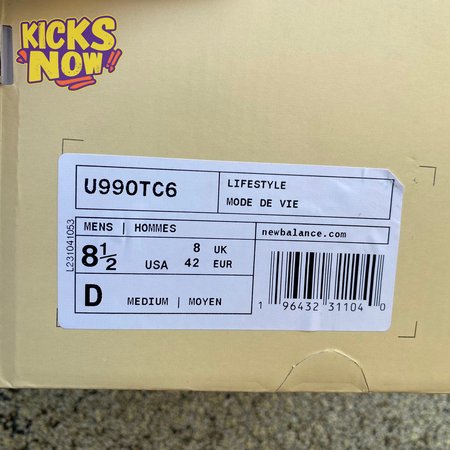 KICKS
NOW!!
U990TC6
LIFESTYLE
MODE DE VIE
MENS | HOMMES
newbalance.com
8½ USA
8 UK
42 EUR
D MEDIUM | MOYEN
1 96432 31104 0
L231041053